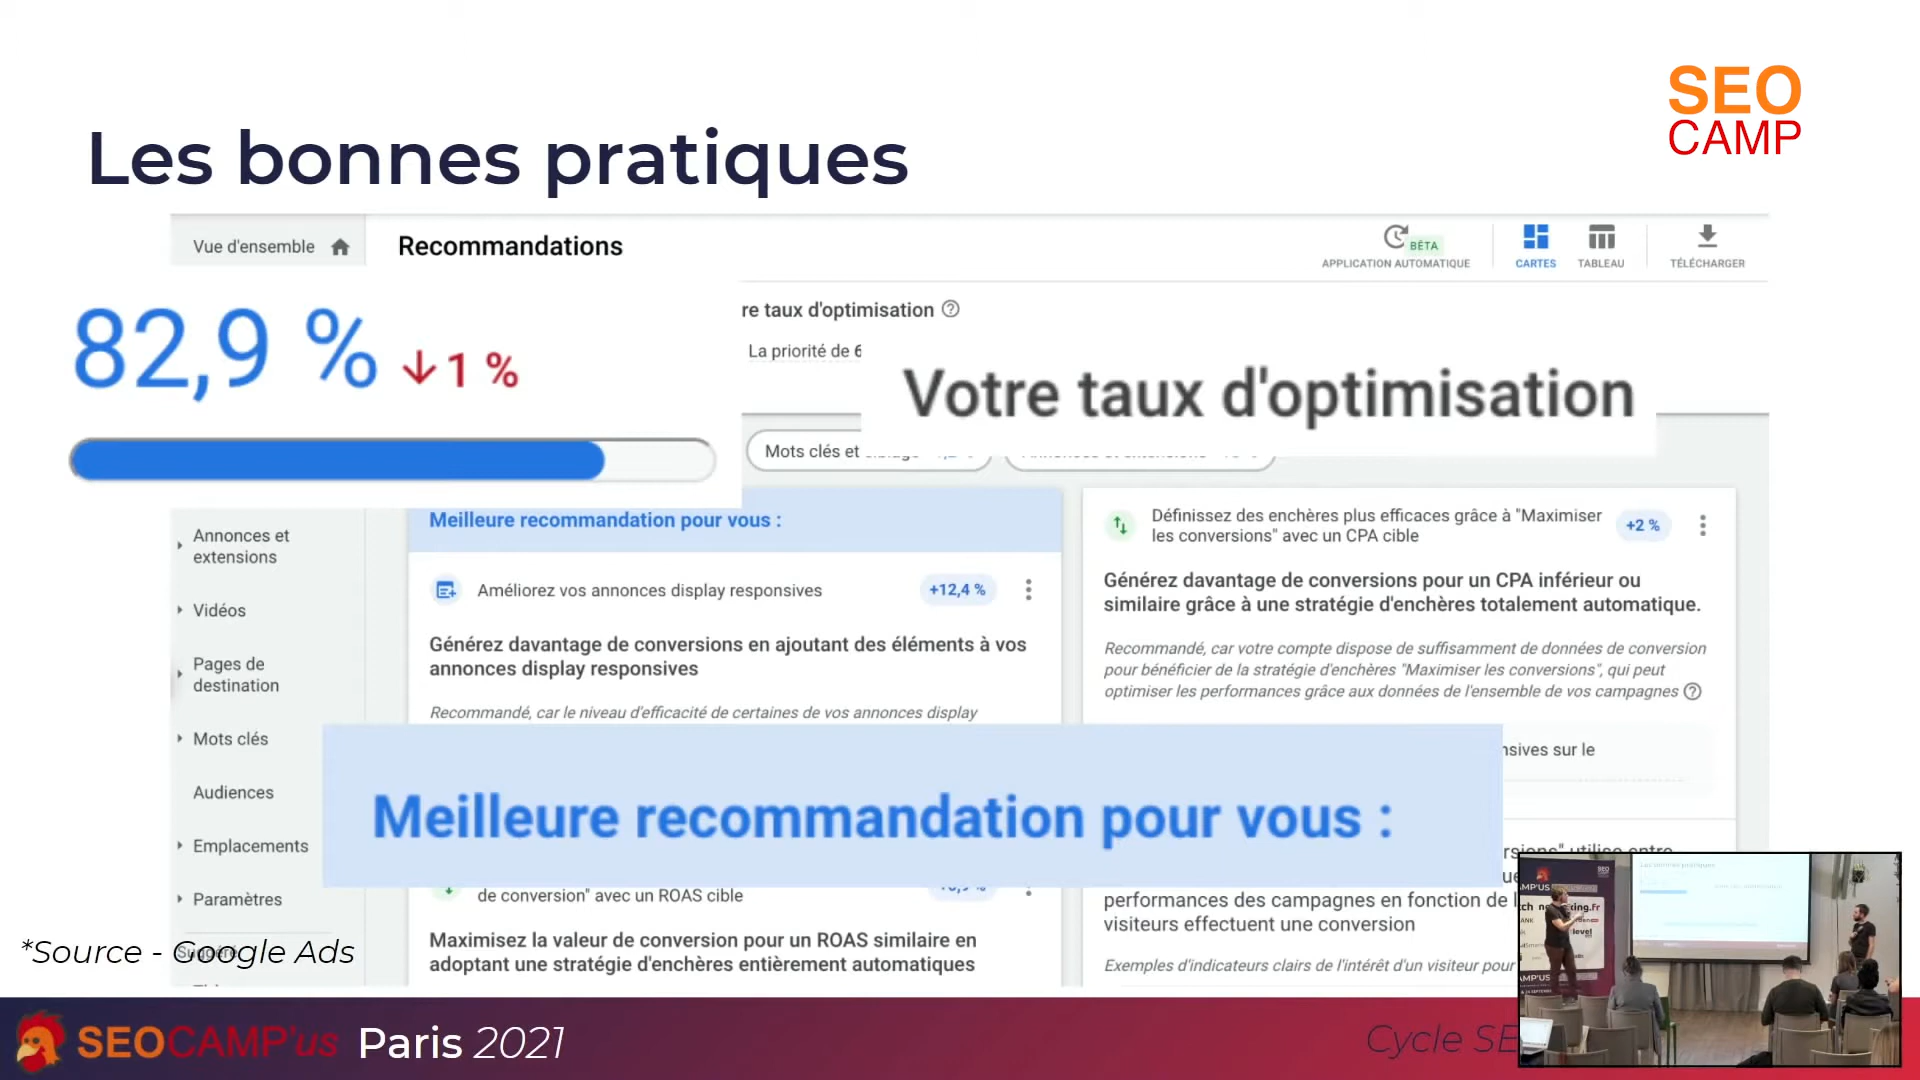 SEO
CAMP
Les bonnes pratiques
Vue d'ensemble
Recommandations
BÊTA
APPLICATION AUTOMATIQUE
CARTES
TABLEAU
TÉLÉCHARGER
82,9 %
1 %
re taux d'optimisation
La priorité de 6
Votre taux d'optimisation
Mots clés et
Annonces et
extensions
Vidéos
Pages de
destination
Mots clés
Audiences
Emplacements
Paramètres
Meilleure recommandation pour vous :
Améliorez vos annonces display responsives
+12,4 %
Générez davantage de conversions en ajoutant des éléments à vos
annonces display responsives
Recommandé, car le niveau d'efficacité de certaines de vos annonces display
Définissez des enchères plus efficaces grâce à "Maximiser
les conversions" avec un CPA cible
+2 %
Générez davantage de conversions pour un CPA inférieur ou
similaire grâce à une stratégie d'enchères totalement automatique.
Recommandé, car votre compte dispose de suffisamment de données de conversion
pour bénéficier de la stratégie d'enchères "Maximiser les conversions", qui peut
optimiser les performances grâce aux données de l'ensemble de vos campagnes
nsives sur le
Meilleure recommandation pour vous :
de conversion" avec un ROAS cible
Maximisez la valeur de conversion pour un ROAS similaire en
adoptant une stratégie d'enchères entièrement automatiques
performances des campagnes en fonction de l
visiteurs effectuent une conversion
Exemples d'indicateurs clairs de l'intérêt d'un visiteur pour
*Source - Google Ads
SEOCAMP'us Paris 2021
Cycle SE